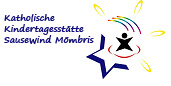 Katholische
Kindertagesstätte
Sausewind Mömbris